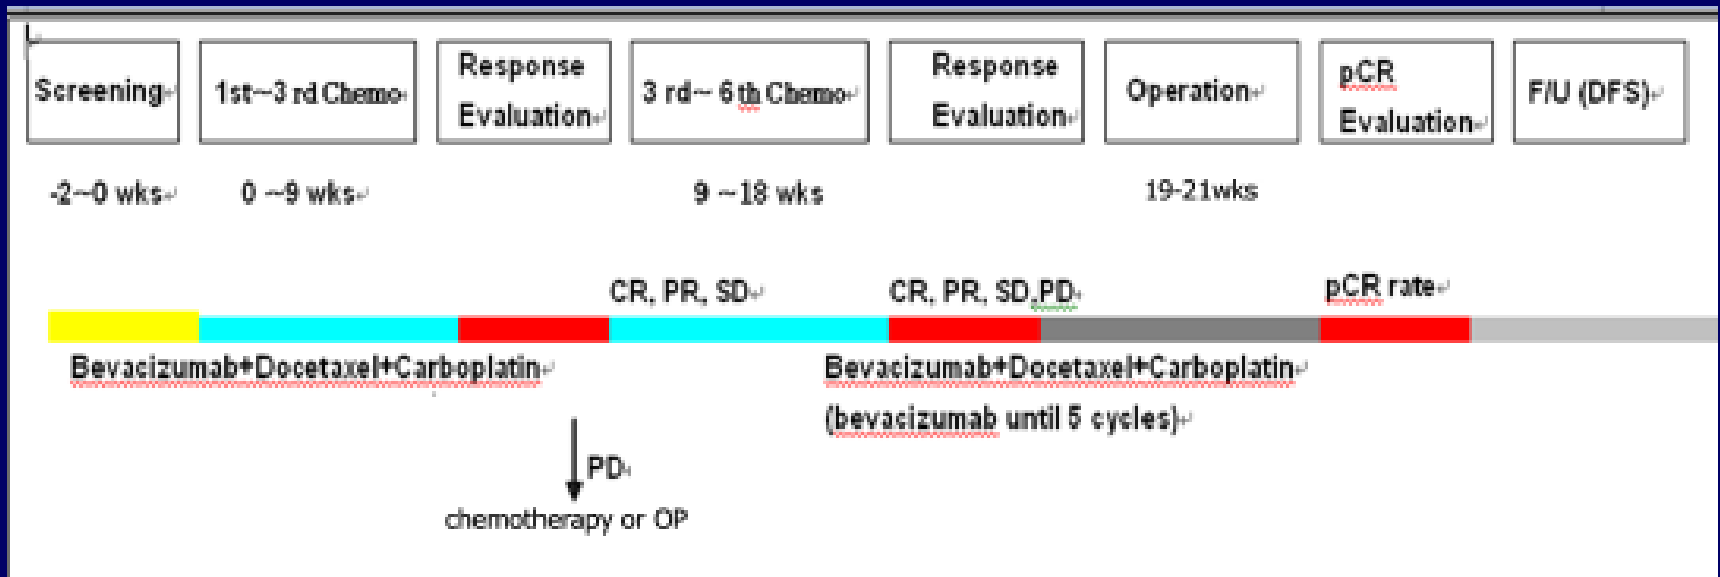 Screening
1st~3 rd Chemo
Response
Evaluation
3 rd~ 6 th Chemo
Response
Evaluation
Operation
pCR
Evaluation
F/U (DFS)
-2~0 wks
0 ~9 wks
9 ~18 wks
19-21wks
CR, PR, SD
CR, PR, SD,PD
pCR rate
Bevacizumab+Docetaxel+Carboplatin
Bevacizumab+Docetaxel+Carboplatin
(bevacizumab until 5 cycles)
PD
chemotherapy or OP